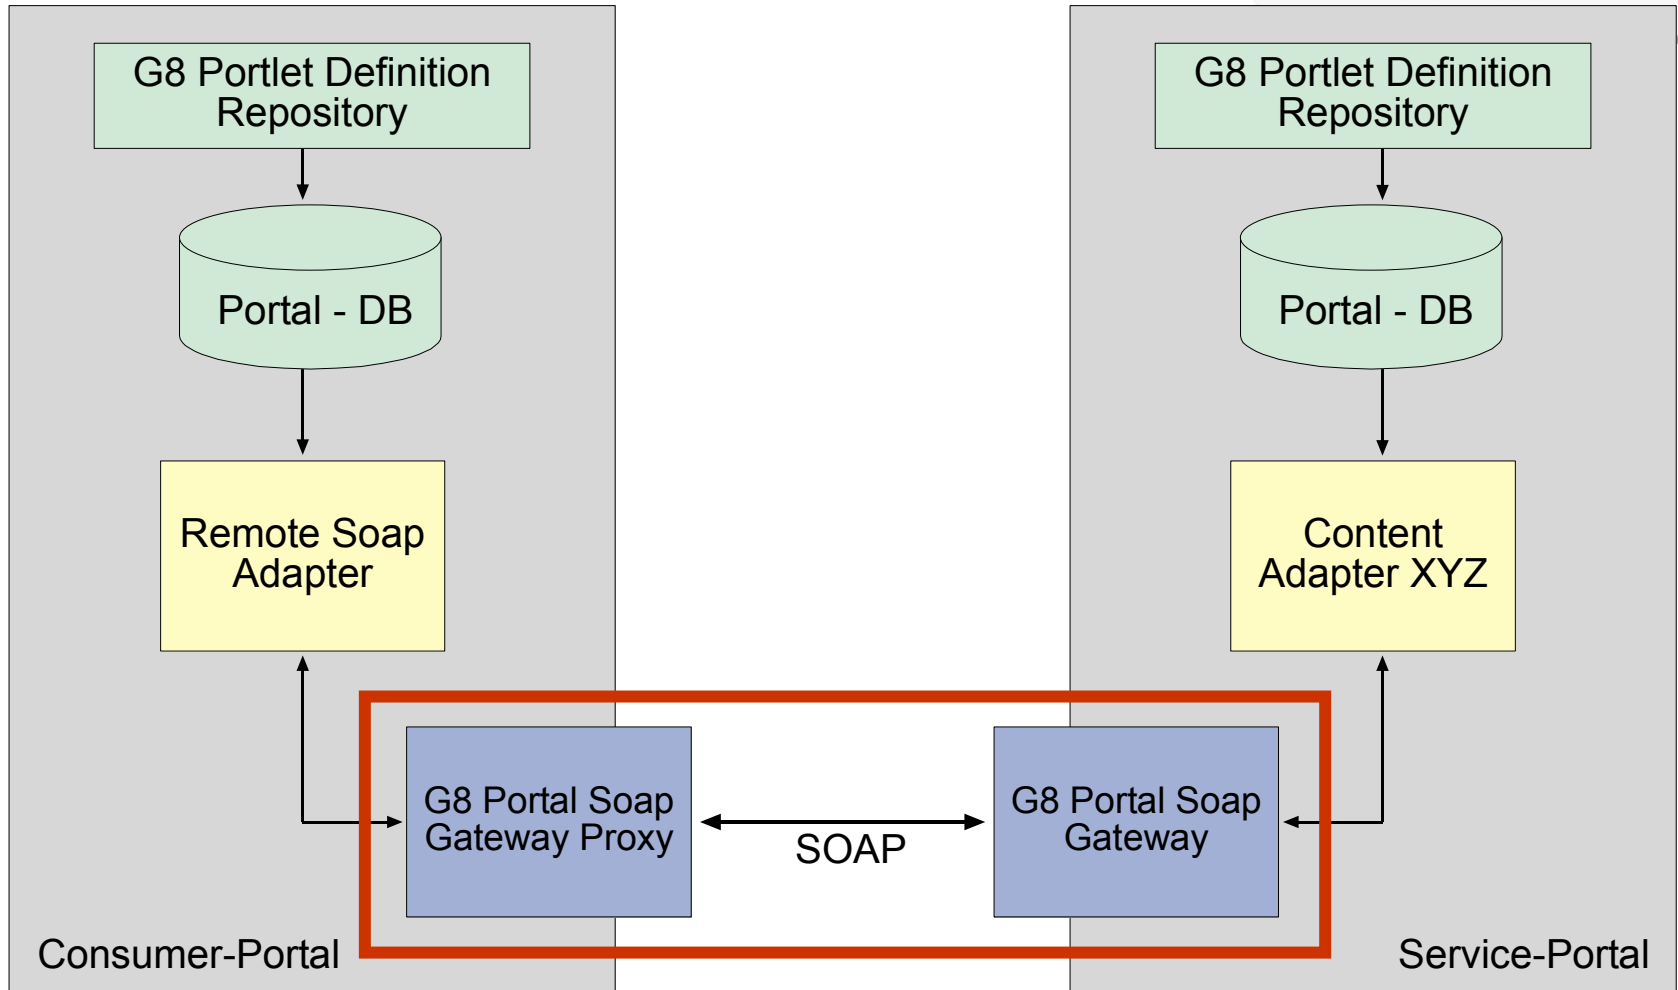 G8 Portlet Definition
Repository
Portal - DB
Remote Soap
Adapter
G8 Portal Soap
Gateway Proxy
Consumer-Portal
SOAP
G8 Portlet Definition
Repository
Portal - DB
Content
Adapter XYZ
G8 Portal Soap
Gateway
Service-Portal